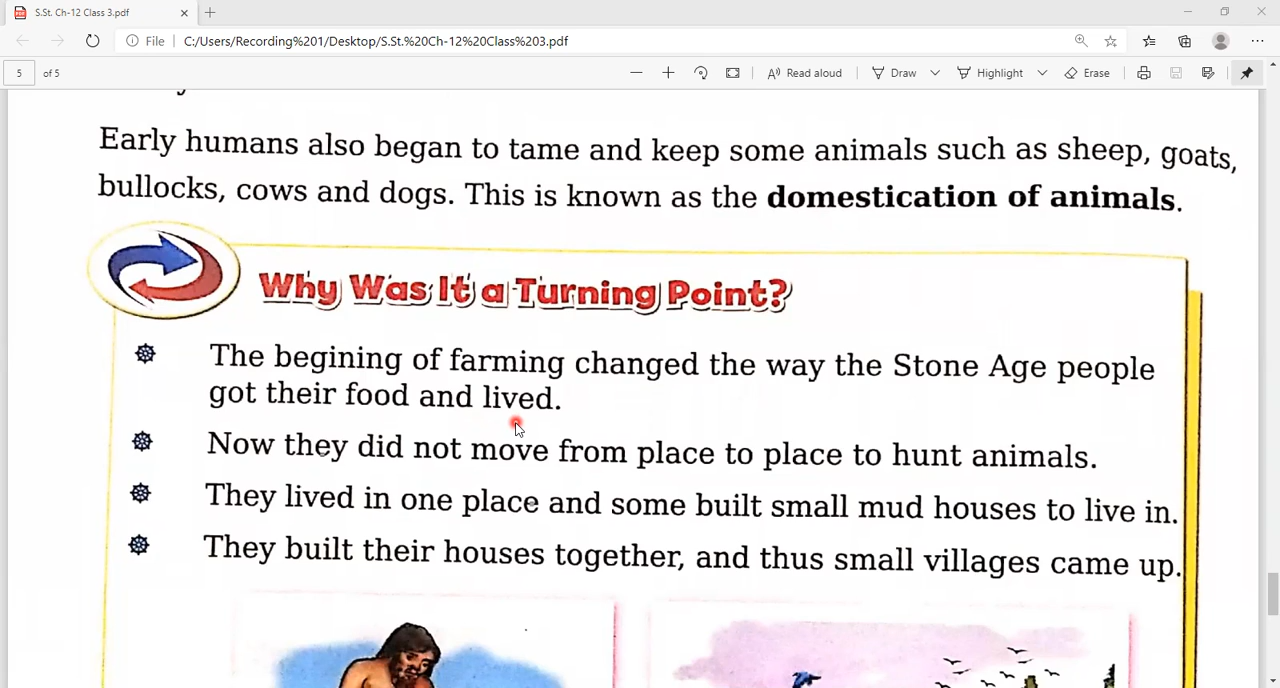 S.St. Ch-12 Class 3.pdf
File
C:/Users/Recording%201/Desktop/S.St.%20Ch-12%20Class%203.pdf
5 of 5
Read aloud
Draw
Highlight
Erase
Early humans also began to tame and keep some animals such as sheep, goats,
bullocks, cows and dogs. This is known as the domestication of animals.
Why Was It a Turning Point?
The begining of farming changed the way the Stone Age people
got their food and lived.
Now they did not move from place to place to hunt animals.
They lived in one place and some built small mud houses to live in.
They built their houses together, and thus small villages came up.